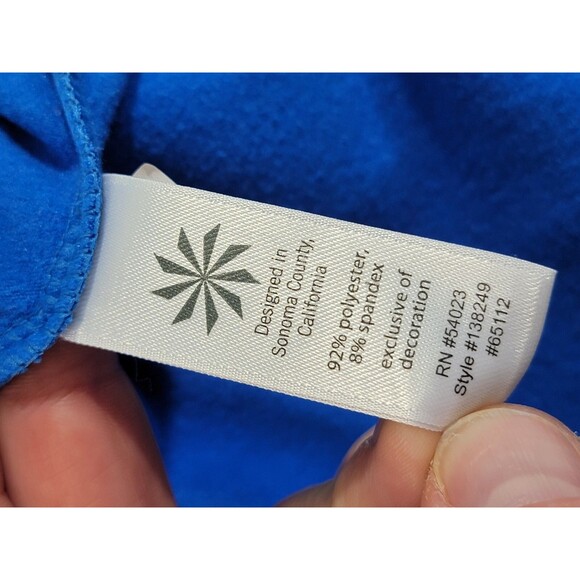 Designed in
Sonoma County,
California
92% polyester,
8% spandex
exclusive of
decoration
RN #54023
Style #138249
#65112